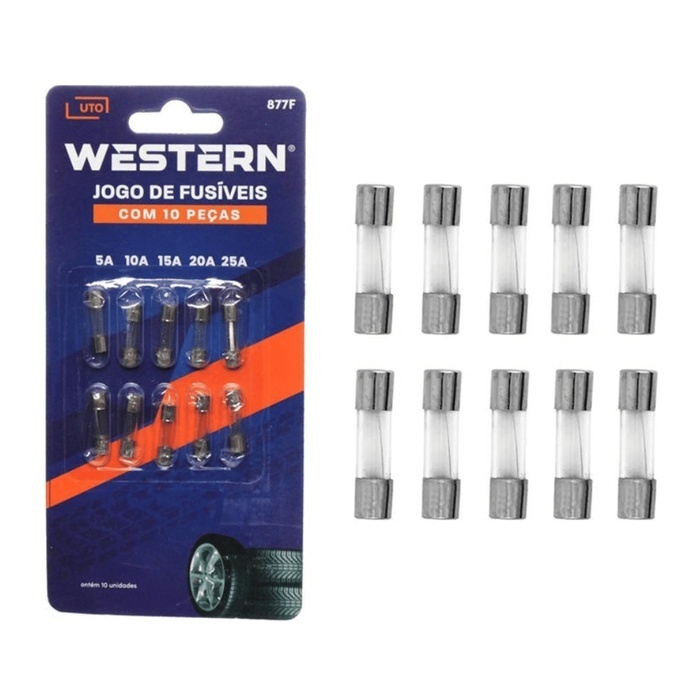 UTO
877F
WESTERN®
JOGO DE FUSÍVEIS
COM 10 PEÇAS
5A 10A 15A 20A 25A
ontém 10 unidades